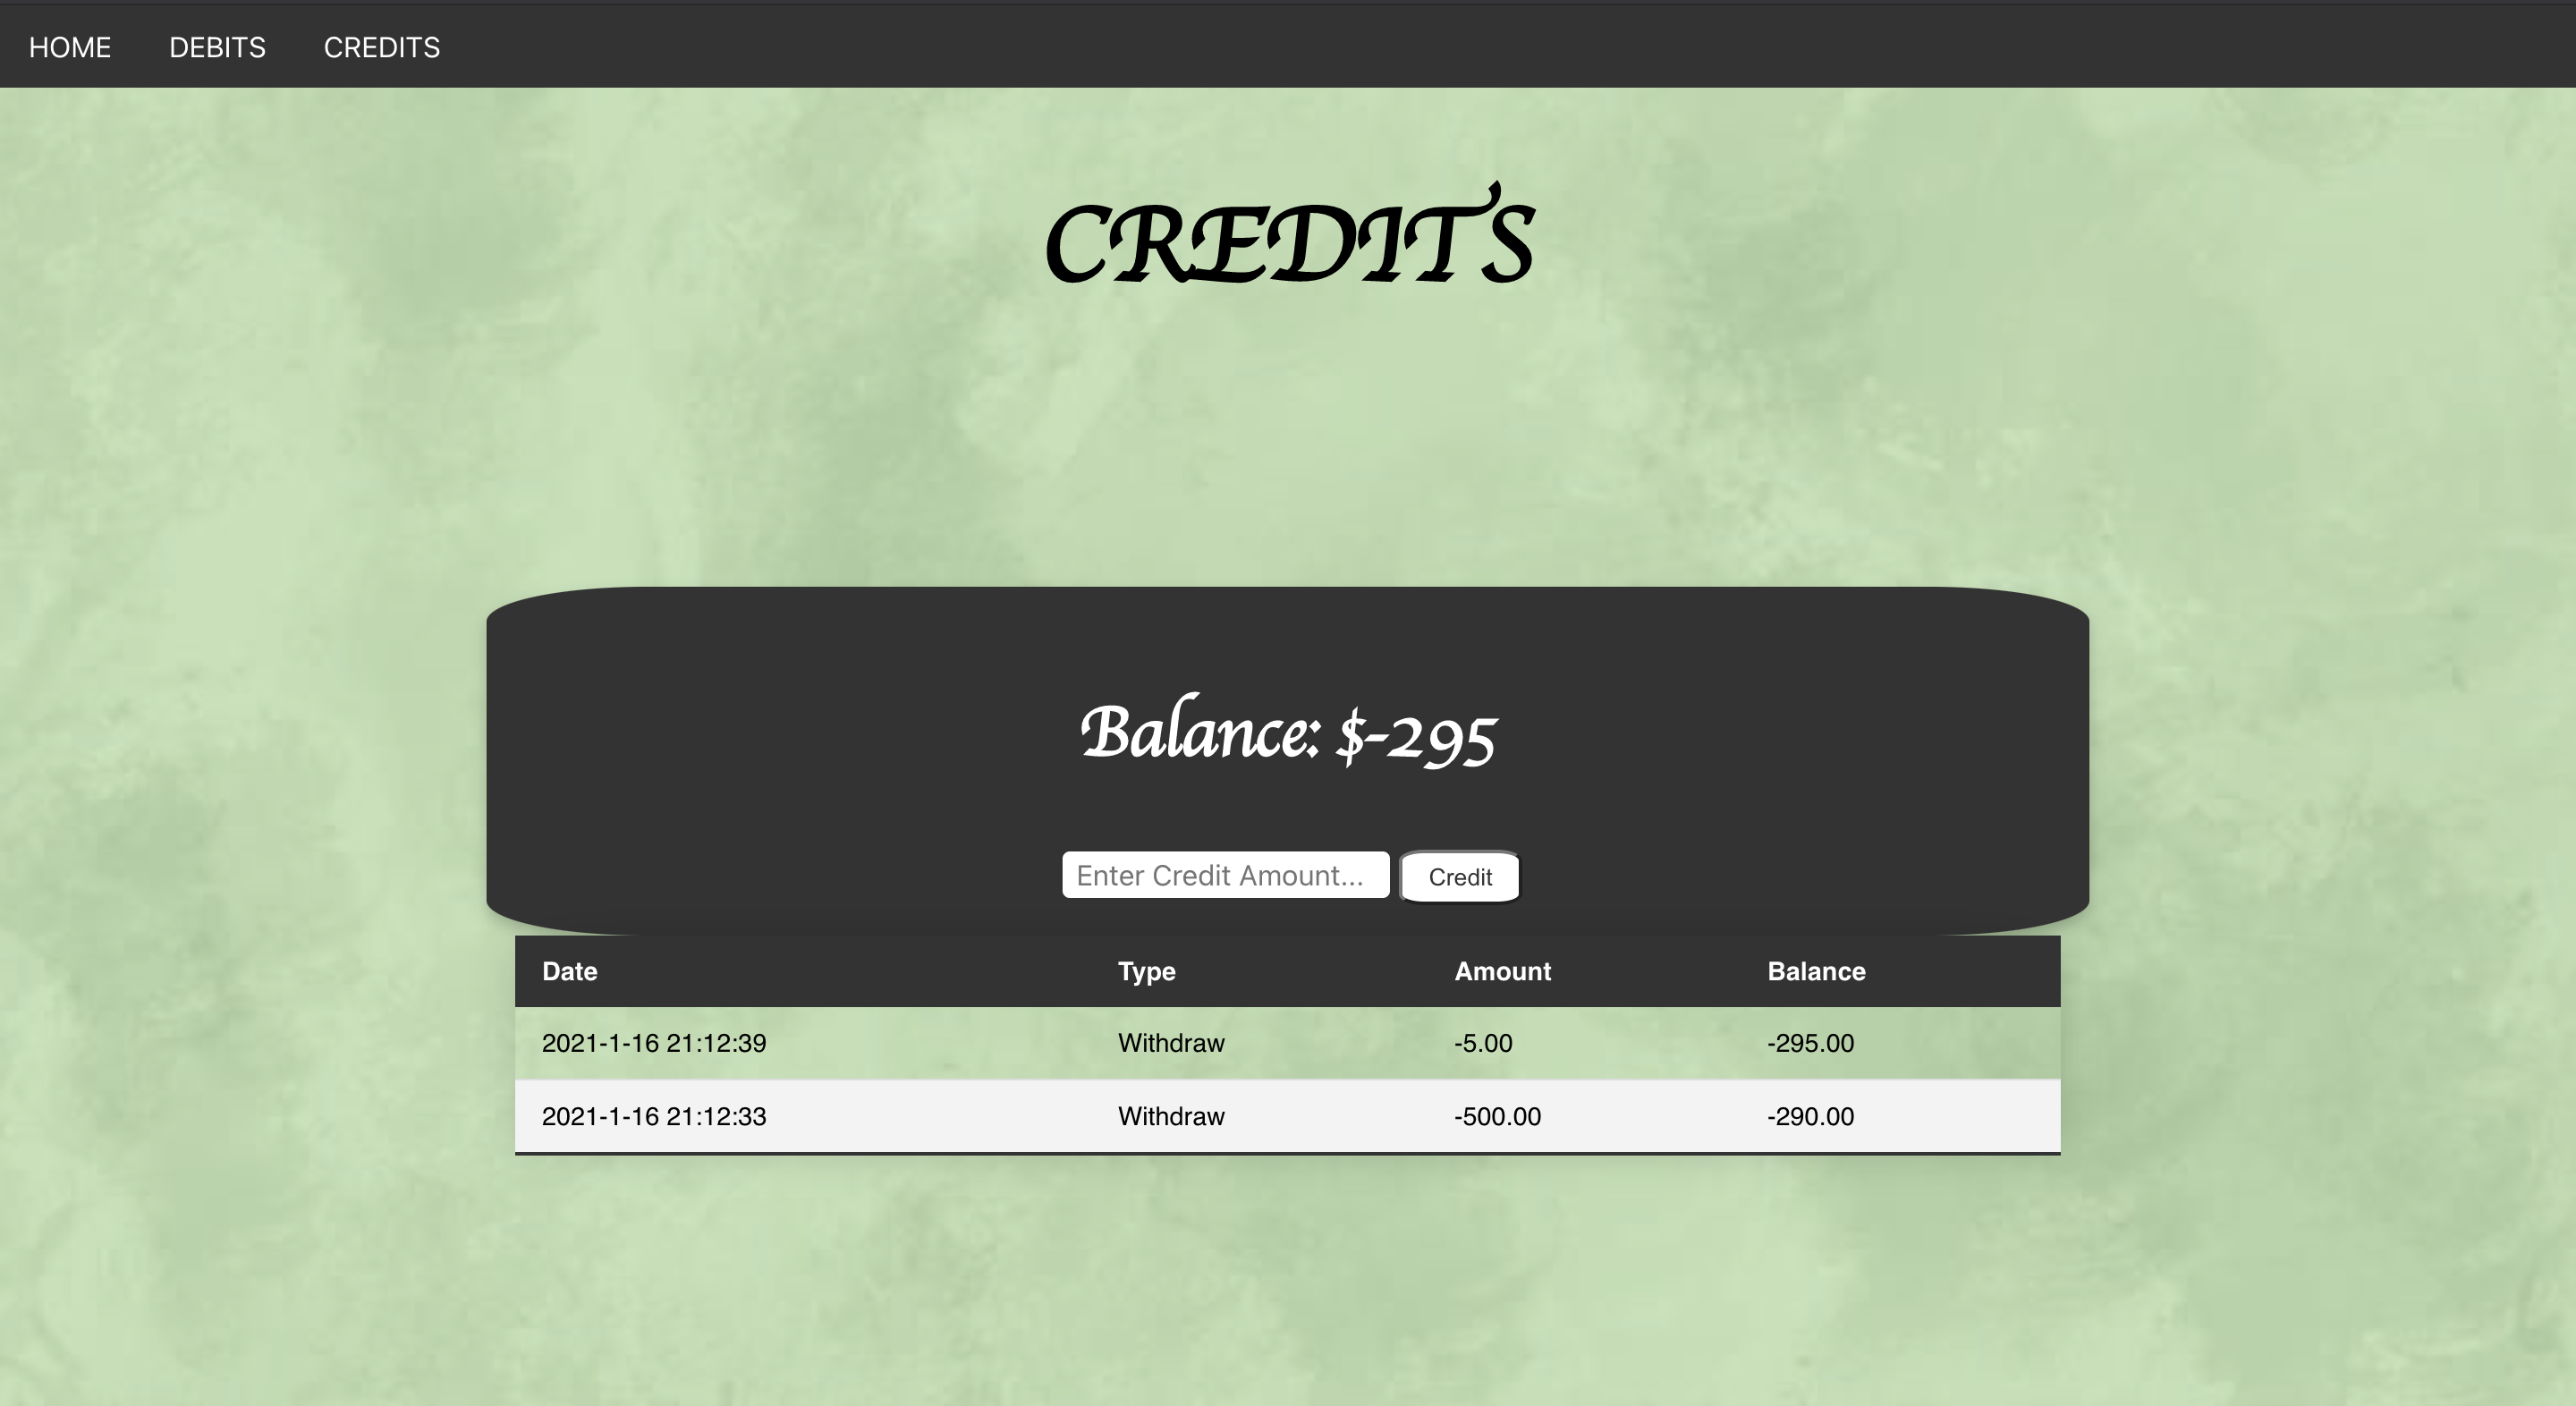 HOME DEBITS CREDITS
CREDITS
Balance: $-295
Enter Credit Amount... Credit
Date Type Amount Balance
2021-1-16 21:12:39 Withdraw -5.00 -295.00
2021-1-16 21:12:33 Withdraw -500.00 -290.00